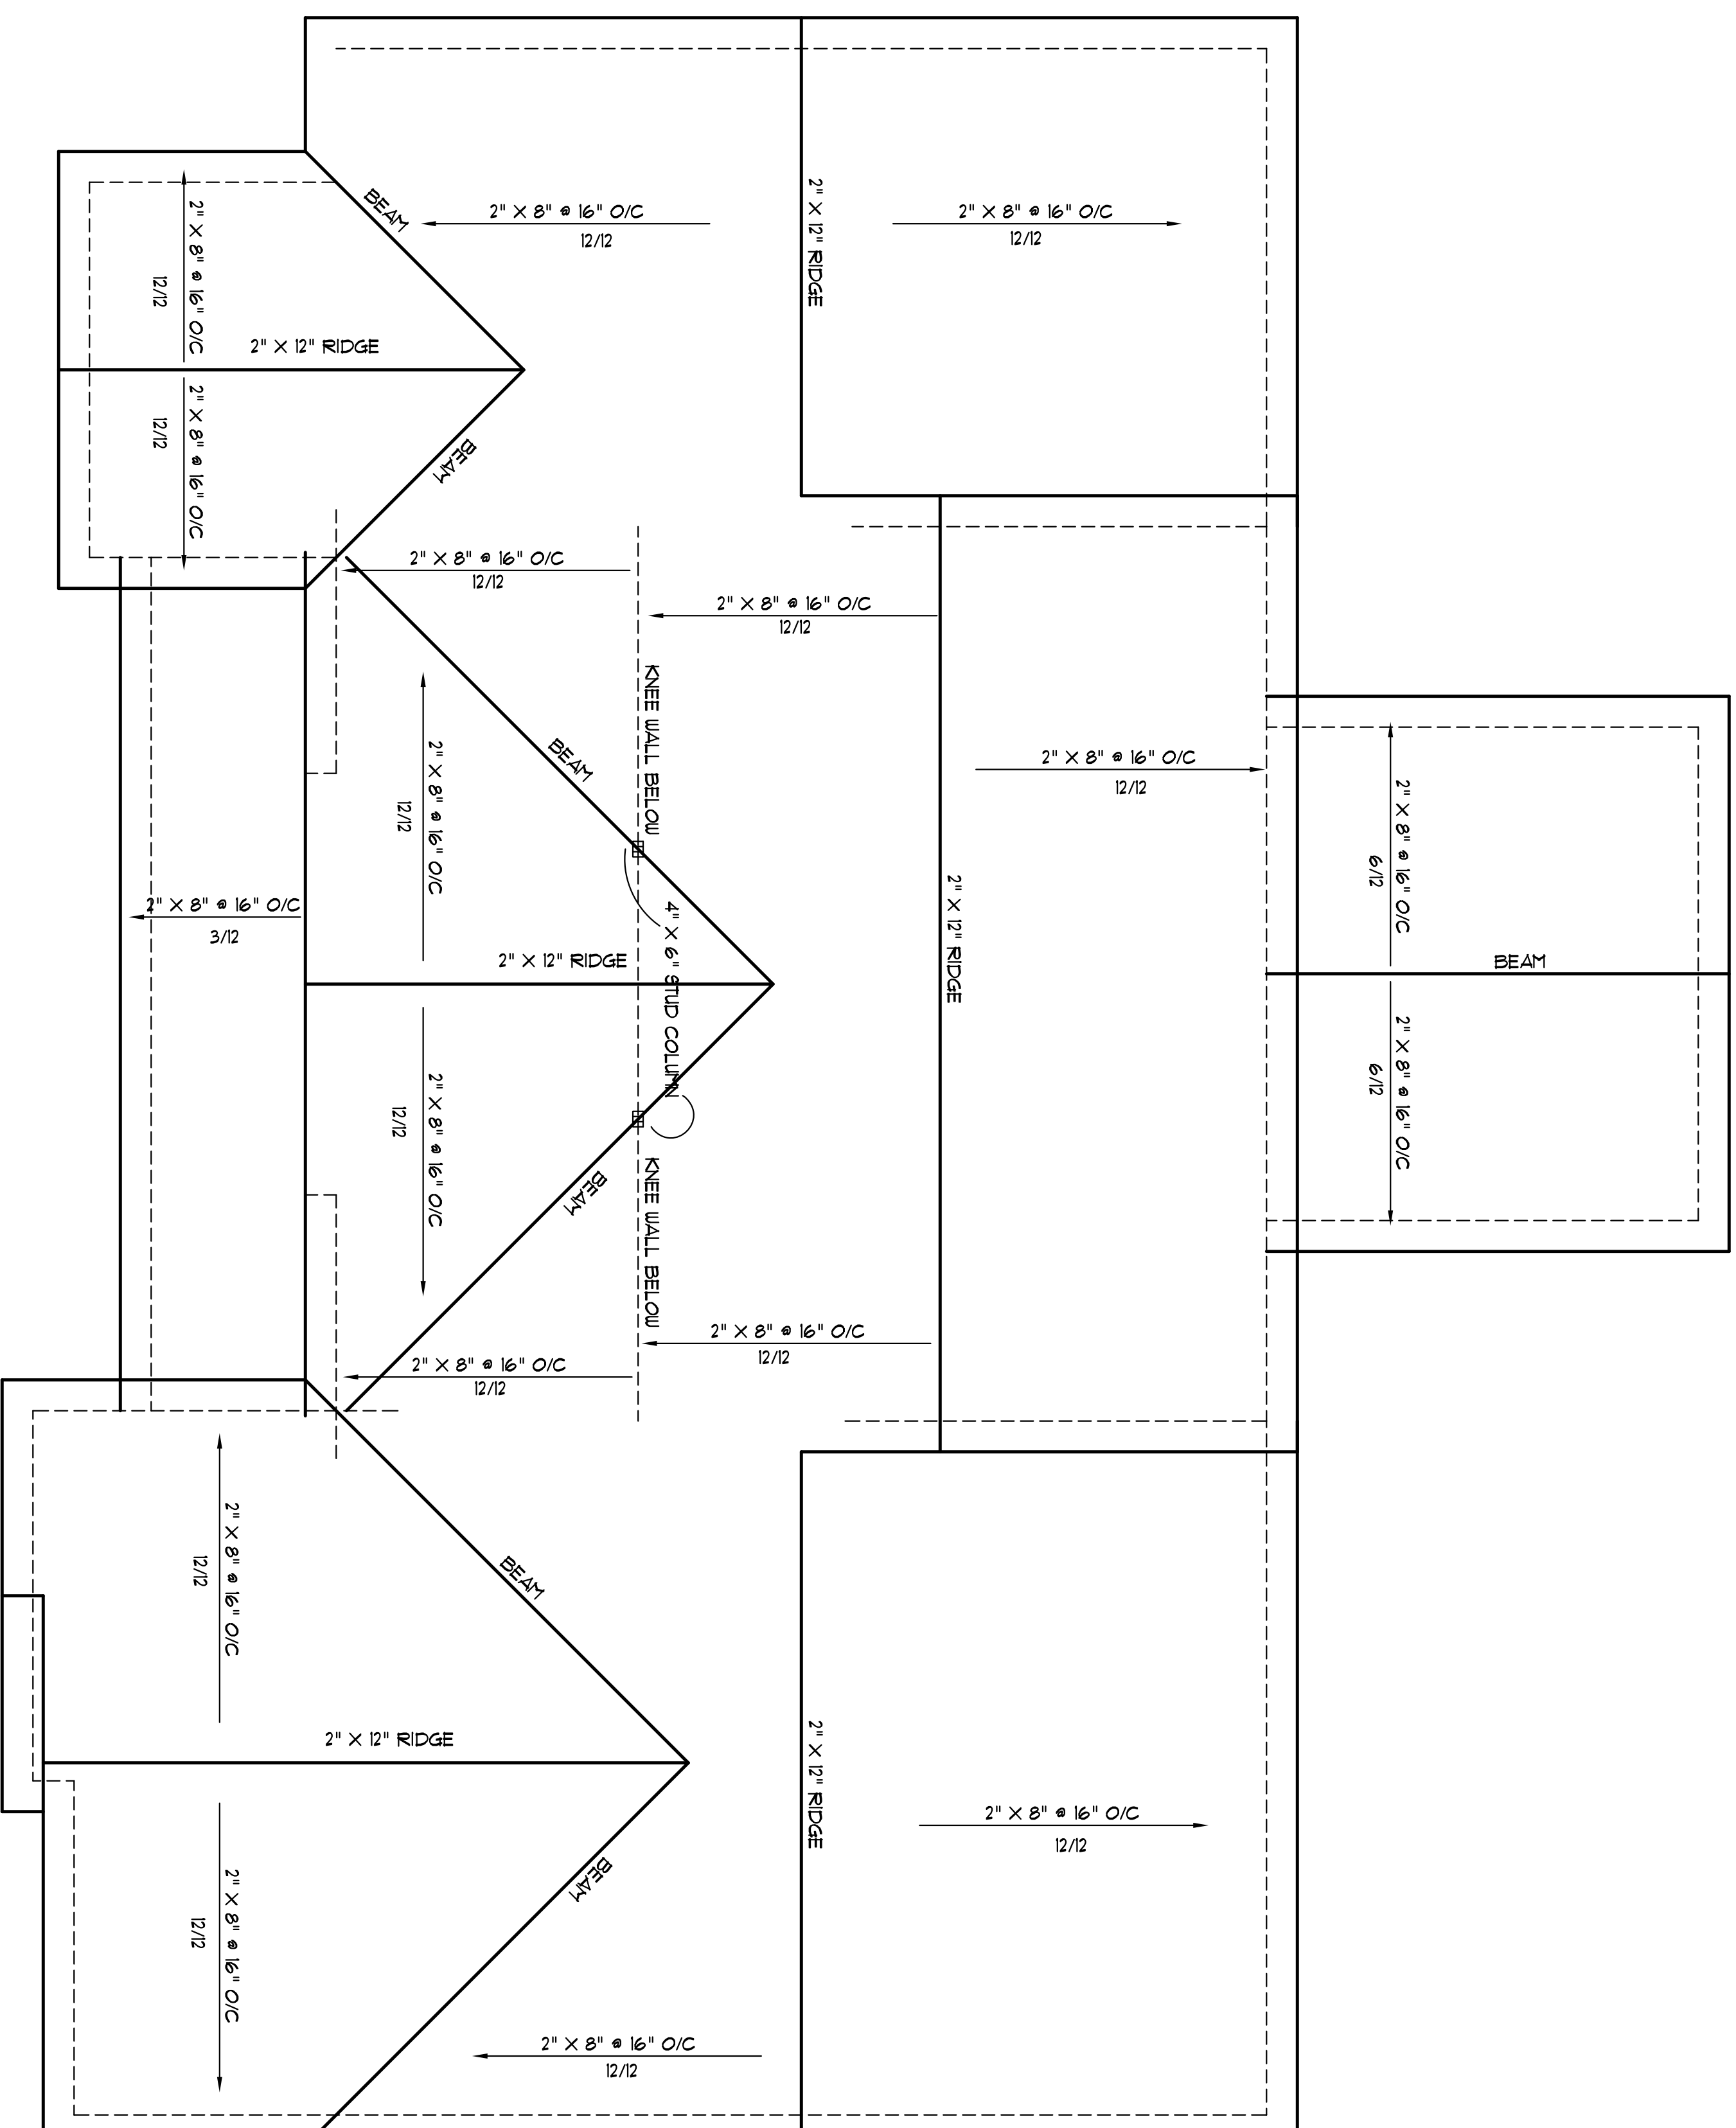 2" X 8" @ 16" O/C
12/12
2" X 8" @ 16" O/C
12/12
2" X 12" RIDGE
BEAM
2" X 8" @ 16" O/C
12/12
2" X 12" RIDGE
2" X 8" @ 16" O/C
12/12
BEAM
2" X 8" @ 16" O/C
12/12
2" X 8" @ 16" O/C
12/12
KNEE WALL BELOW
BEAM
2" X 8" @ 16" O/C
12/12
2" X 8" @ 16" O/C
12/12
2" X 8" @ 16" O/C
6/12
2" X 12" RIDGE
4" X 6" STUD COLUMN
2" X 8" @ 16" O/C
3/12
2" X 12" RIDGE
BEAM
2" X 8" @ 16" O/C
6/12
2" X 8" @ 16" O/C
12/12
BEAM
KNEE WALL BELOW
2" X 8" @ 16" O/C
12/12
2" X 8" @ 16" O/C
12/12
2" X 8" @ 16" O/C
12/12
BEAM
2" X 12" RIDGE
2" X 12" RIDGE
2" X 8" @ 16" O/C
12/12
BEAM
2" X 8" @ 16" O/C
12/12
2" X 8" @ 16" O/C
12/12